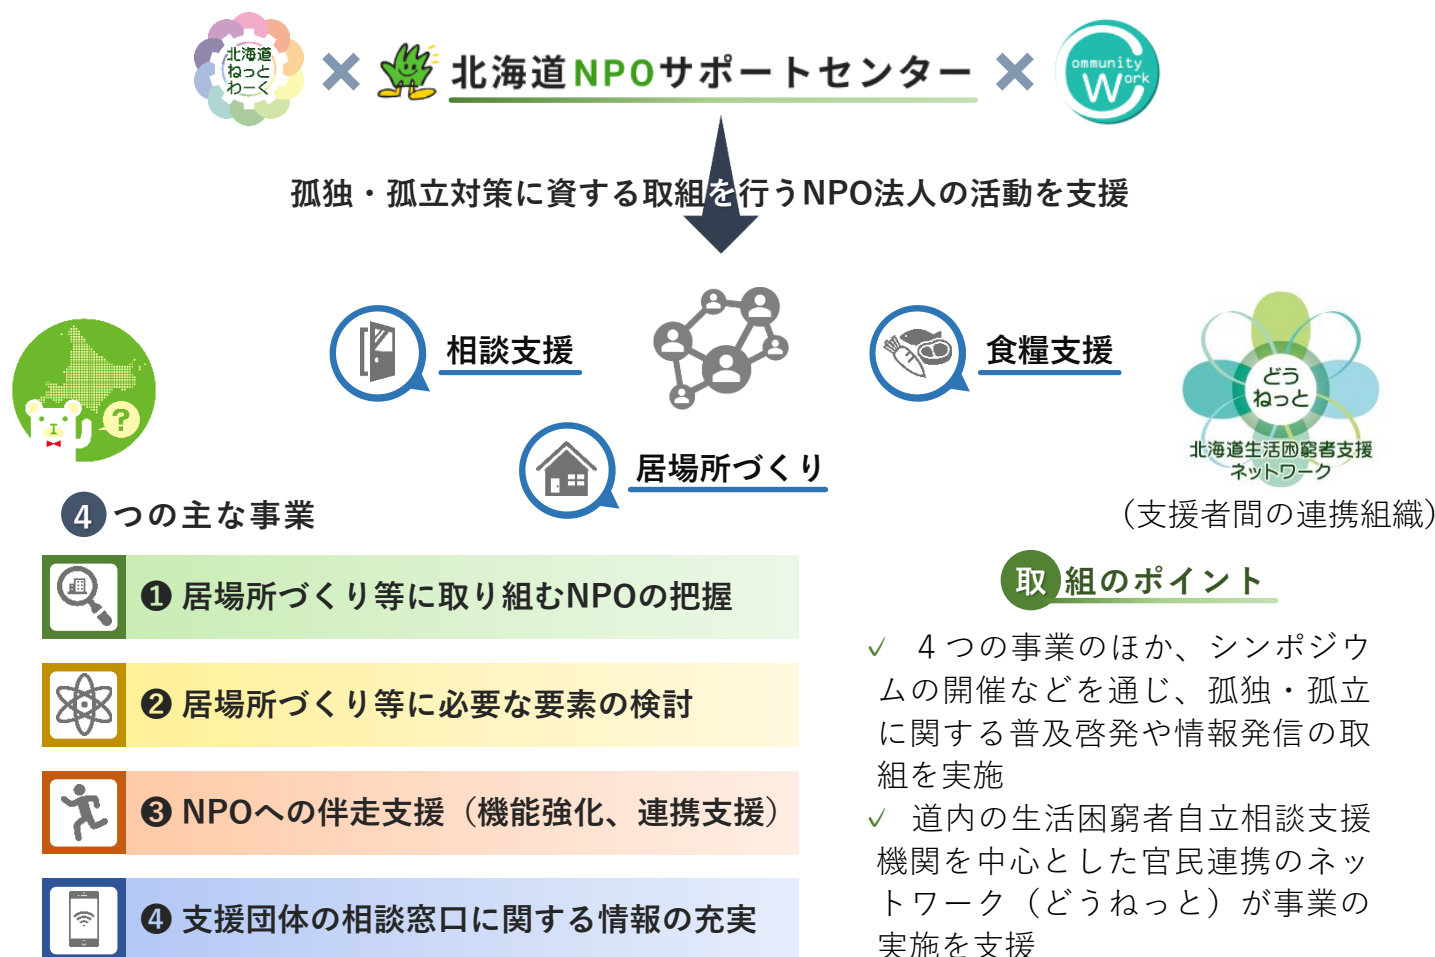 北海道
ねっと
わーく
北海道NPOサポートセンター
ommunity
Work
孤独・孤立対策に資する取組を行うNPO法人の活動を支援
相談支援
食糧支援
居場所づくり
?
どう
ねっと
北海道生活困窮者支援
ネットワーク
（支援者間の連携組織）
4つの主な事業
❶ 居場所づくり等に取り組むNPOの把握
❷ 居場所づくり等に必要な要素の検討
❸ NPOへの伴走支援（機能強化、連携支援）
❹ 支援団体の相談窓口に関する情報の充実
取組のポイント
✓ ４つの事業のほか、シンポジウ
ムの開催などを通じ、孤独・孤立
に関する普及啓発や情報発信の取
組を実施
✓ 道内の生活困窮者自立相談支援
機関を中心とした官民連携のネッ
トワーク（どうねっと）が事業の
実施を支援